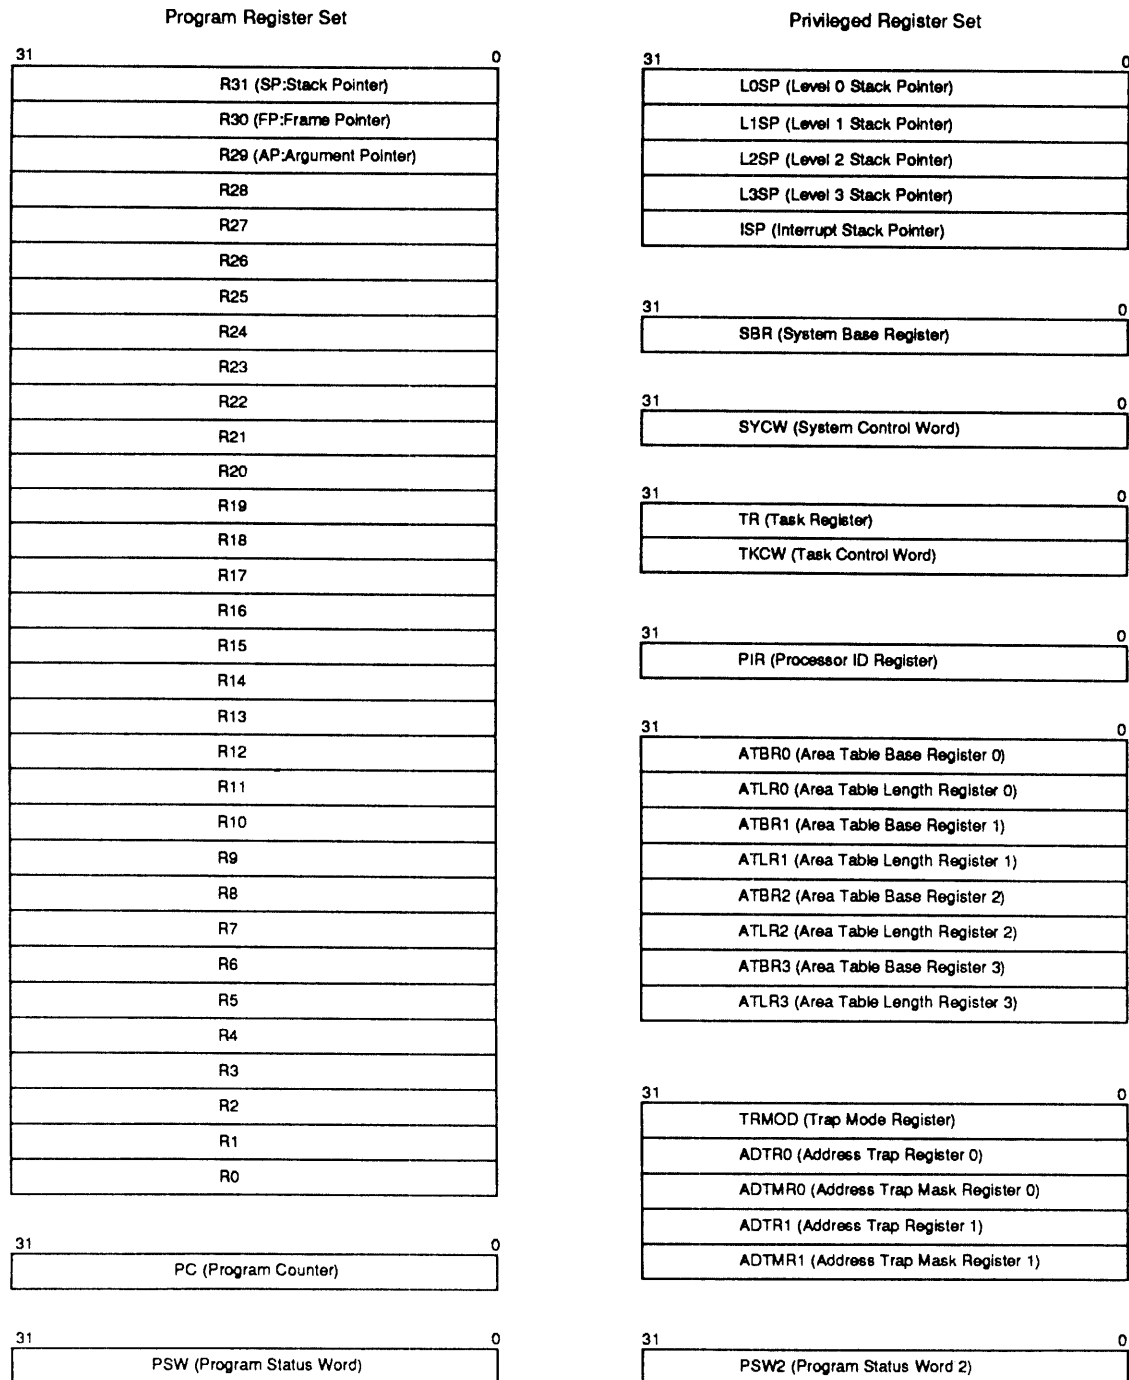 Program Register Set
31 0
R31 (SP:Stack Pointer)
R30 (FP:Frame Pointer)
R29 (AP:Argument Pointer)
R28
R27
R26
R25
R24
R23
R22
R21
R20
R19
R18
R17
R16
R15
R14
R13
R12
R11
R10
R9
R8
R7
R6
R5
R4
R3
R2
R1
R0
31 0
PC (Program Counter)
31 0
PSW (Program Status Word)
Privileged Register Set
31 0
L0SP (Level 0 Stack Pointer)
L1SP (Level 1 Stack Pointer)
L2SP (Level 2 Stack Pointer)
L3SP (Level 3 Stack Pointer)
ISP (Interrupt Stack Pointer)
31 0
SBR (System Base Register)
31 0
SYCW (System Control Word)
31 0
TR (Task Register)
TKCW (Task Control Word)
31 0
PIR (Processor ID Register)
31 0
ATBR0 (Area Table Base Register 0)
ATLR0 (Area Table Length Register 0)
ATBR1 (Area Table Base Register 1)
ATLR1 (Area Table Length Register 1)
ATBR2 (Area Table Base Register 2)
ATLR2 (Area Table Length Register 2)
ATBR3 (Area Table Base Register 3)
ATLR3 (Area Table Length Register 3)
31 0
TRMOD (Trap Mode Register)
ADTR0 (Address Trap Register 0)
ADTMR0 (Address Trap Mask Register 0)
ADTR1 (Address Trap Register 1)
ADTMR1 (Address Trap Mask Register 1)
31 0
PSW2 (Program Status Word 2)